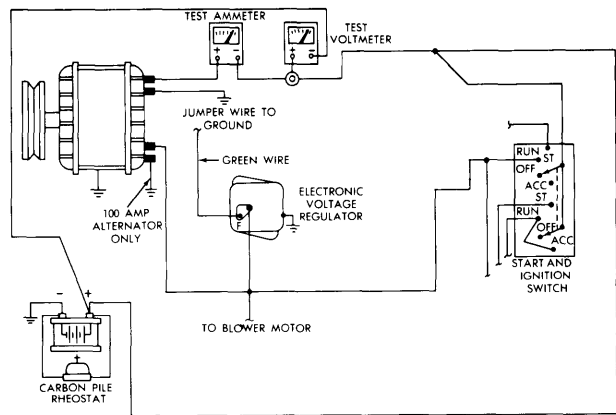 TEST AMMETER
TEST
VOLTMETER
+ -
+ -
JUMPER WIRE TO
GROUND
GREEN WIRE
100 AMP
ALTERNATOR
ONLY
ELECTRONIC
VOLTAGE
REGULATOR
F
RUN
ST
OFF
ACC
ST
RUN
OFF
ACC
START AND
IGNITION
SWITCH
TO BLOWER MOTOR
- +
+
CARBON PILE
RHEOSTAT